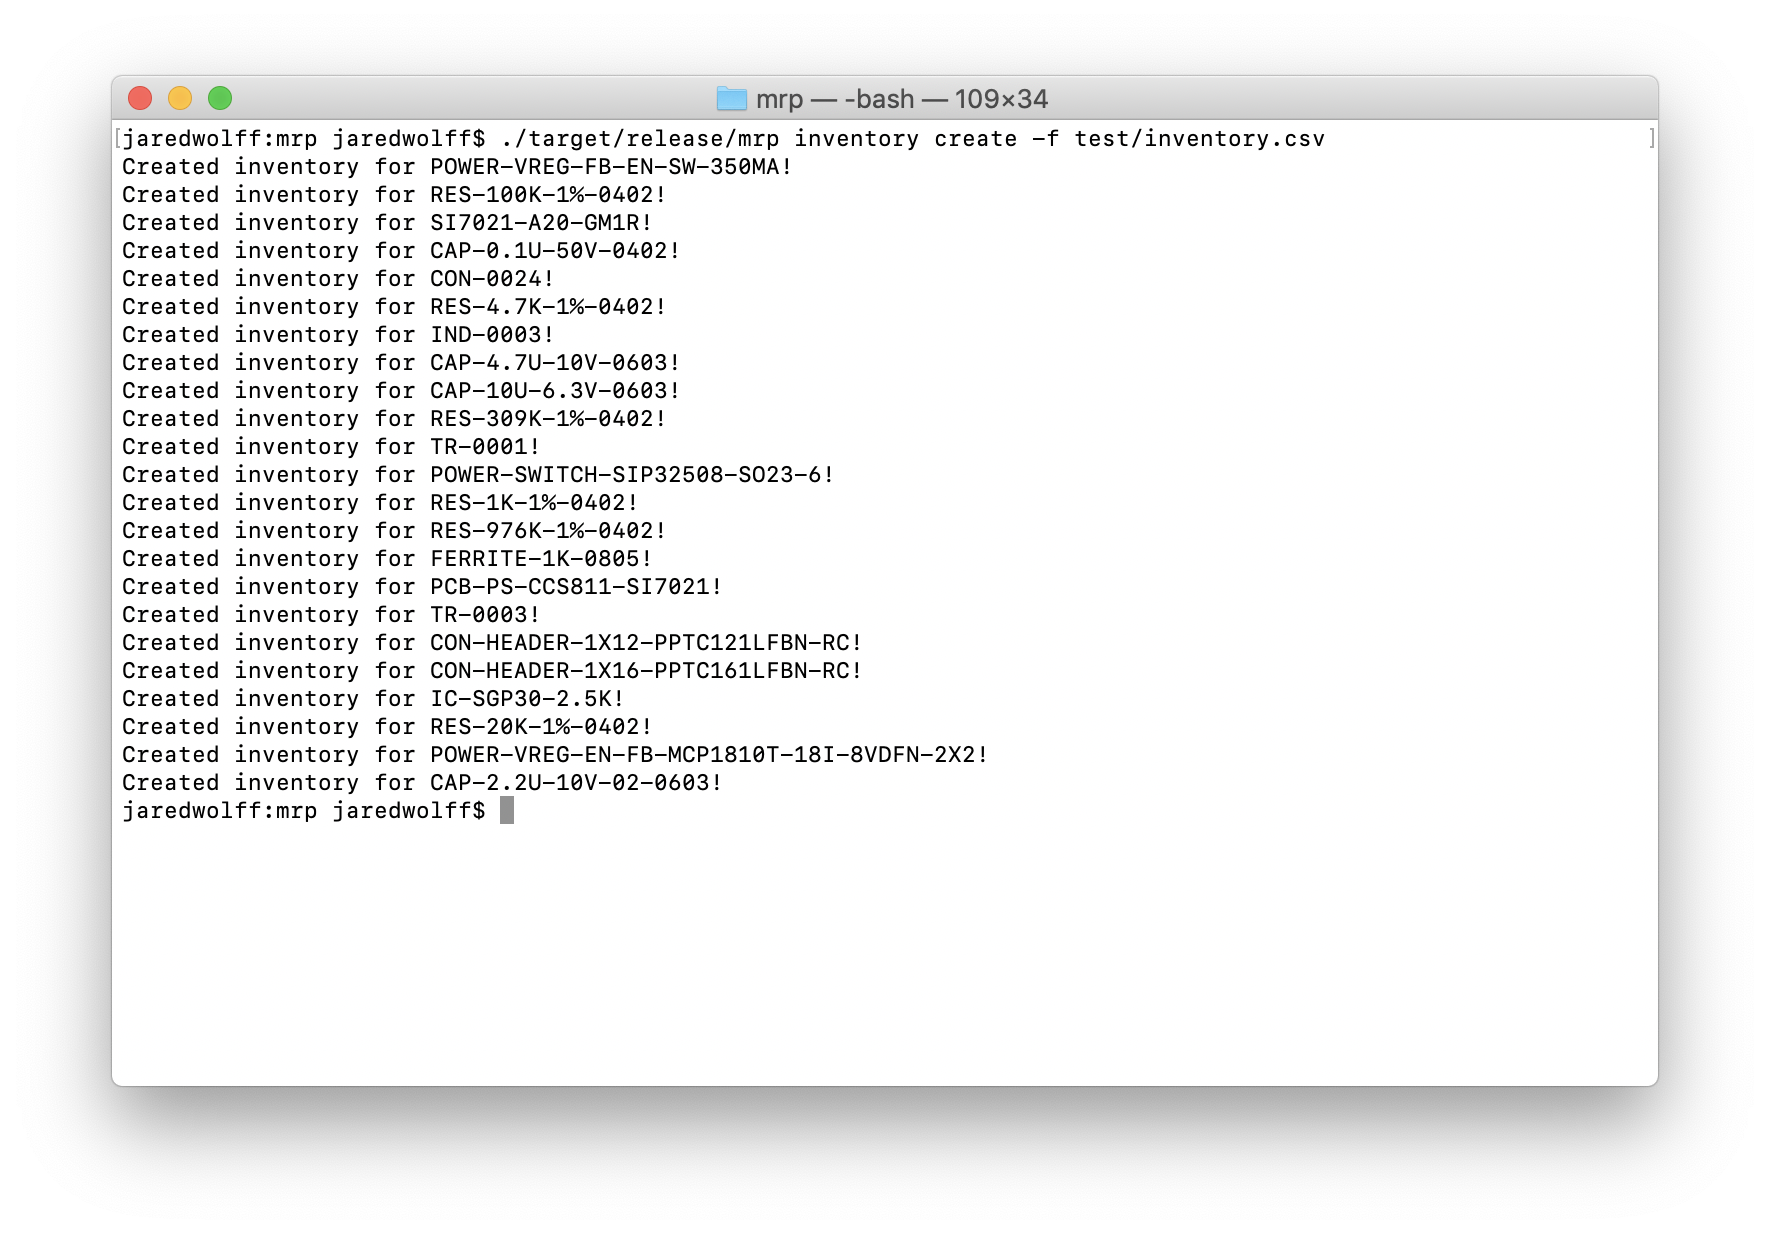 mrp — -bash — 109×34
[jaredwolff:mrp jaredwolff$ ./target/release/mrp inventory create -f test/inventory.csv ]
Created inventory for POWER-VREG-FB-EN-SW-350MA!
Created inventory for RES-100K-1%-0402!
Created inventory for SI7021-A20-GM1R!
Created inventory for CAP-0.1U-50V-0402!
Created inventory for CON-0024!
Created inventory for RES-4.7K-1%-0402!
Created inventory for IND-0003!
Created inventory for CAP-4.7U-10V-0603!
Created inventory for CAP-10U-6.3V-0603!
Created inventory for RES-309K-1%-0402!
Created inventory for TR-0001!
Created inventory for POWER-SWITCH-SIP32508-SO23-6!
Created inventory for RES-1K-1%-0402!
Created inventory for RES-976K-1%-0402!
Created inventory for FERRITE-1K-0805!
Created inventory for PCB-PS-CCS811-SI7021!
Created inventory for TR-0003!
Created inventory for CON-HEADER-1X12-PPTC121LFBN-RC!
Created inventory for CON-HEADER-1X16-PPTC161LFBN-RC!
Created inventory for IC-SGP30-2.5K!
Created inventory for RES-20K-1%-0402!
Created inventory for POWER-VREG-EN-FB-MCP1810T-18I-8VDFN-2X2!
Created inventory for CAP-2.2U-10V-02-0603!
jaredwolff:mrp jaredwolff$